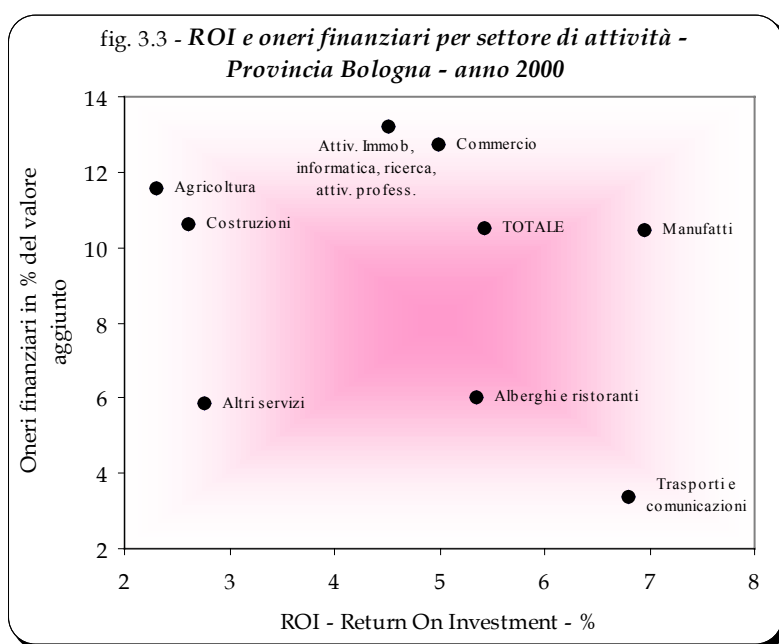 fig. 3.3 - ROI e oneri finanziari per settore di attività -
Provincia Bologna - anno 2000
Oneri finanziari in % del valore
aggiunto
14
12
10
8
6
4
2
Attiv. Immob,
informatica, ricerca,
attiv. profess.
Commercio
Agricoltura
Costruzioni
TOTALE
Manufatti
Altri servizi
Alberghi e ristoranti
Trasporti e
comunicazioni
2 3 4 5 6 7 8
ROI - Return On Investment - %